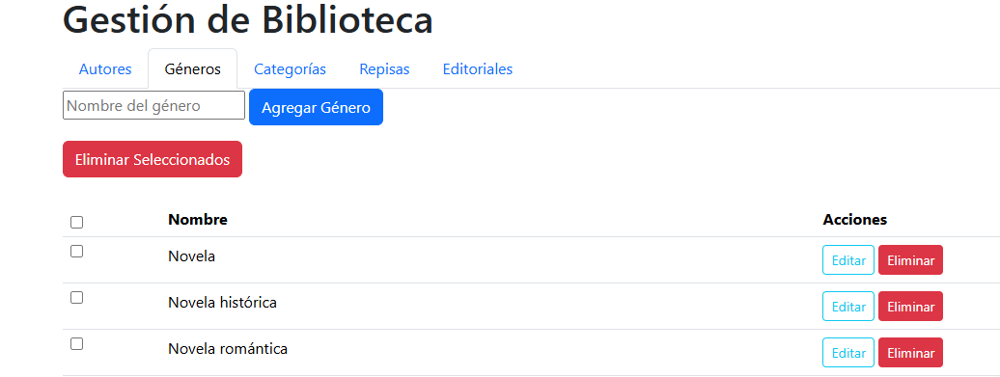 Gestión de Biblioteca
Autores Géneros Categorías Repisas Editoriales
Nombre del género Agregar Género
Eliminar Seleccionados
Nombre Acciones
Novela Editar Eliminar
Novela histórica Editar Eliminar
Novela romántica Editar Eliminar